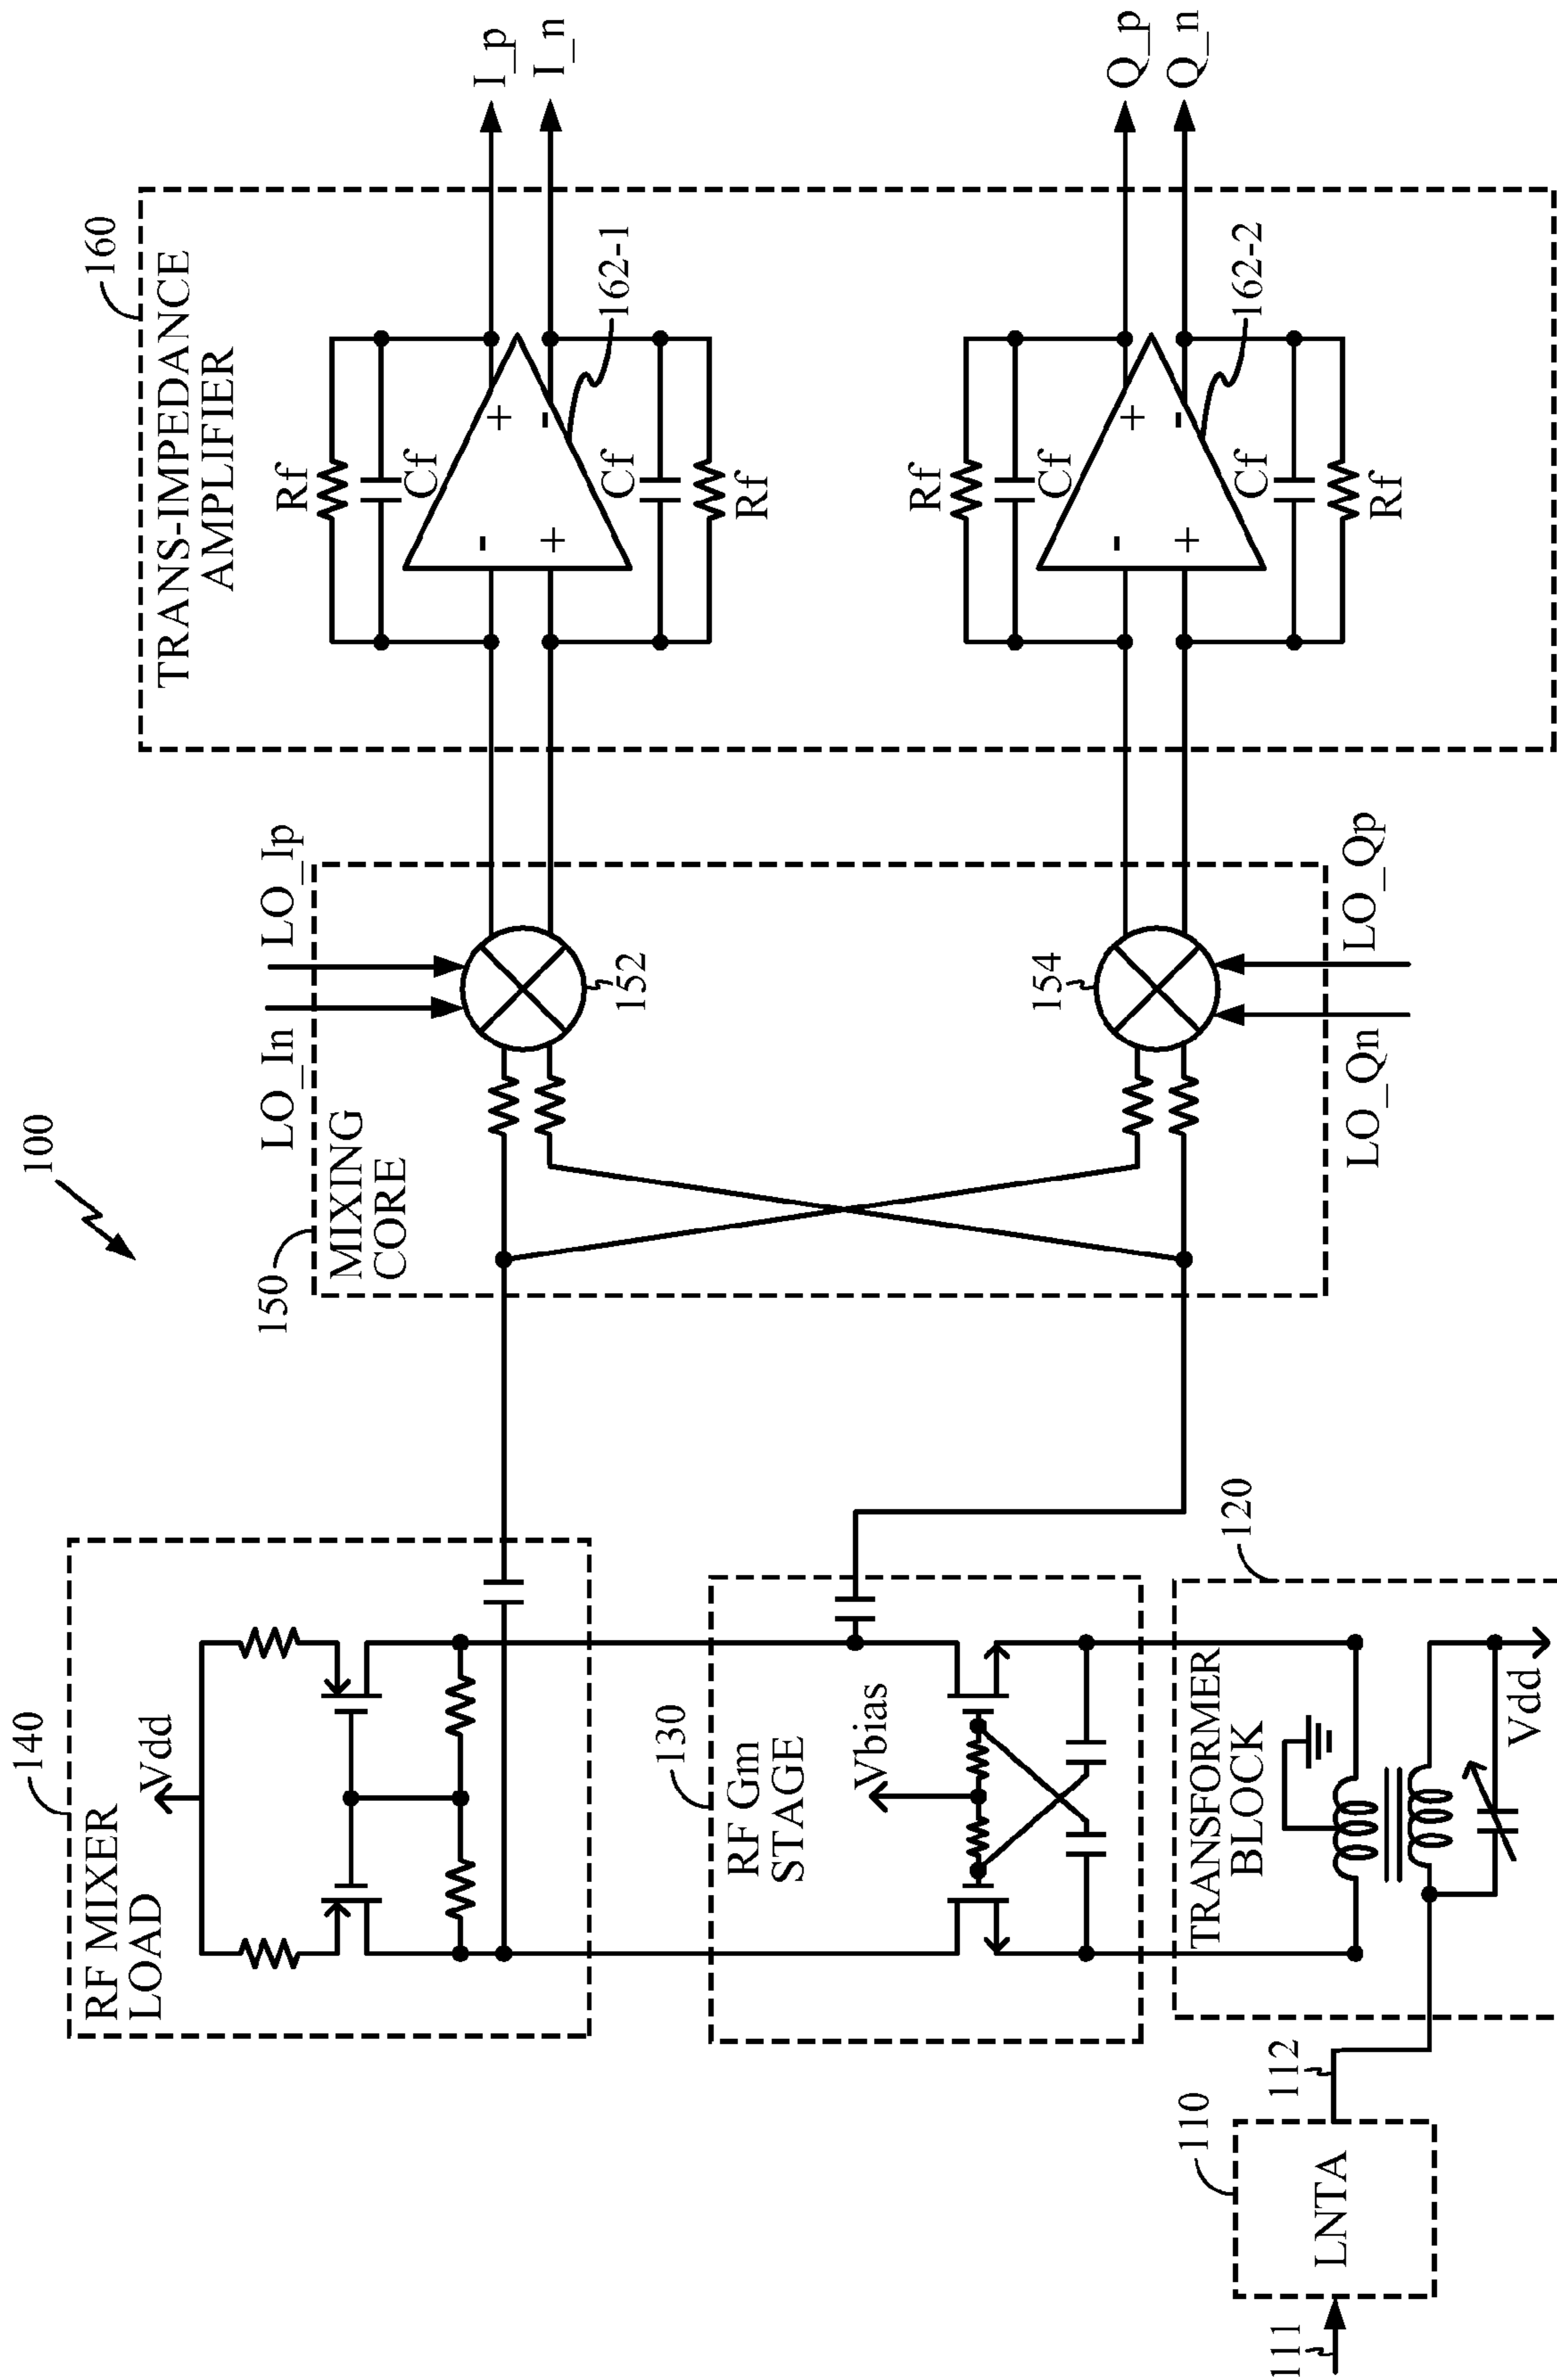 100
160
TRANS-IMPEDANCE
AMPLIFIER
I_p
I_n
Rf
Cf
-
+
+
-
162-1
Cf
Rf
Q_p
Q_n
Rf
Cf
-
+
+
-
162-2
Cf
Rf
150
MIXING
CORE
LO_In
LO_Ip
152
154
LO_Qn
LO_Qp
140
RF MIXER
LOAD
Vdd
130
RF Gm
STAGE
Vbias
120
TRANSFORMER
BLOCK
Vdd
110
LNTA
111
112